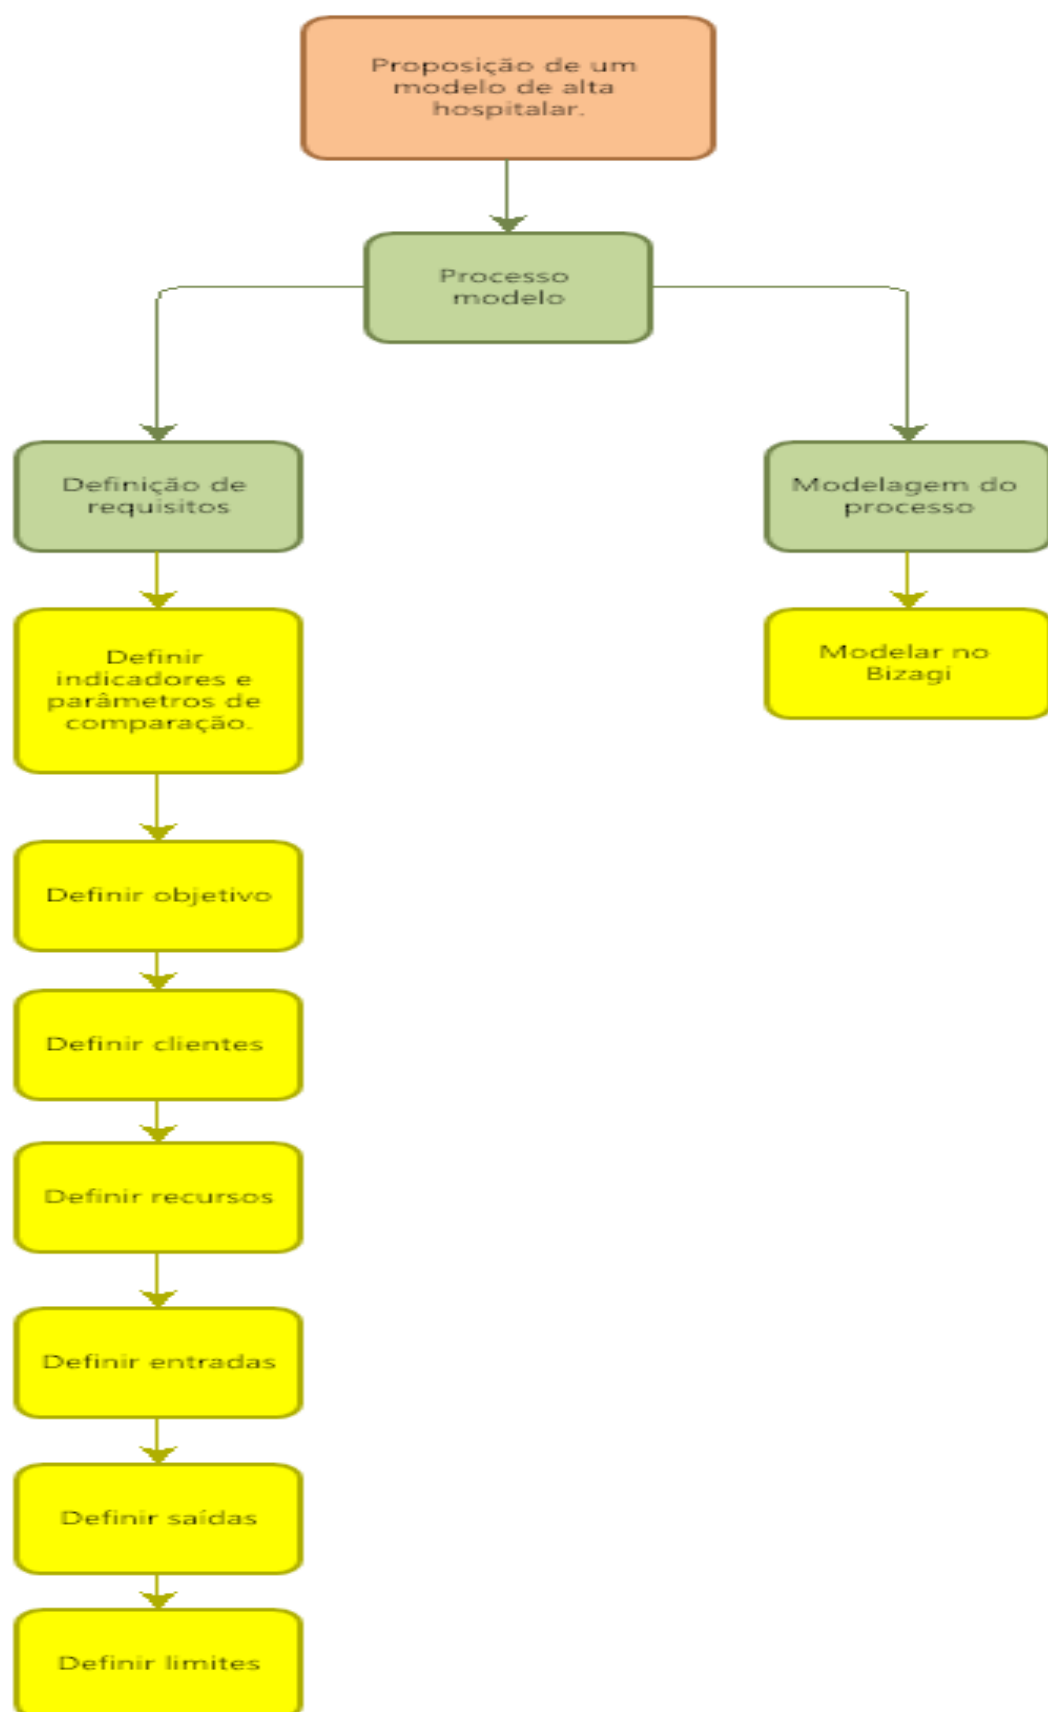 Proposição de um
modelo de alta
hospitalar.
Processo
modelo
Definição de
requisitos
Modelagem do
processo
Definir
indicadores e
parâmetros de
comparação.
Modelar no
Bizagi
Definir objetivo
Definir clientes
Definir recursos
Definir entradas
Definir saídas
Definir limites